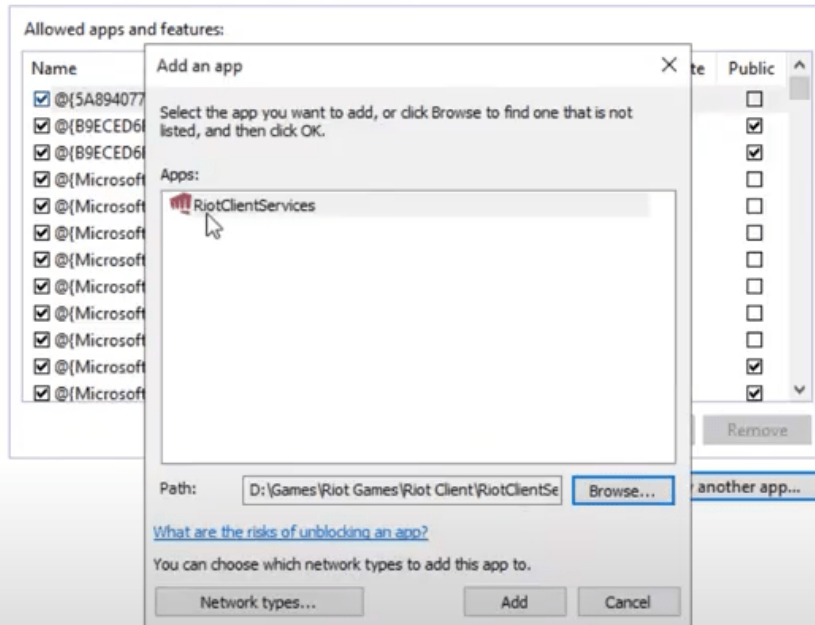 Allowed apps and features:
Name te Public
@{5A894077
@{B9ECED6
@{B9ECED6
@{Microsoft
@{Microsoft
@{Microsoft
@{Microsoft
@{Microsoft
@{Microsoft
@{Microsoft
@{Microsoft
@{Microsoft
Add an app
Select the app you want to add, or click Browse to find one that is not
listed, and then click OK.
Apps:
RiotClientServices
Path: D:\Games\Riot Games\Riot Client\RiotClientSe Browse...
What are the risks of unblocking an app?
You can choose which network types to add this app to.
Network types... Add Cancel
Remove
another app...